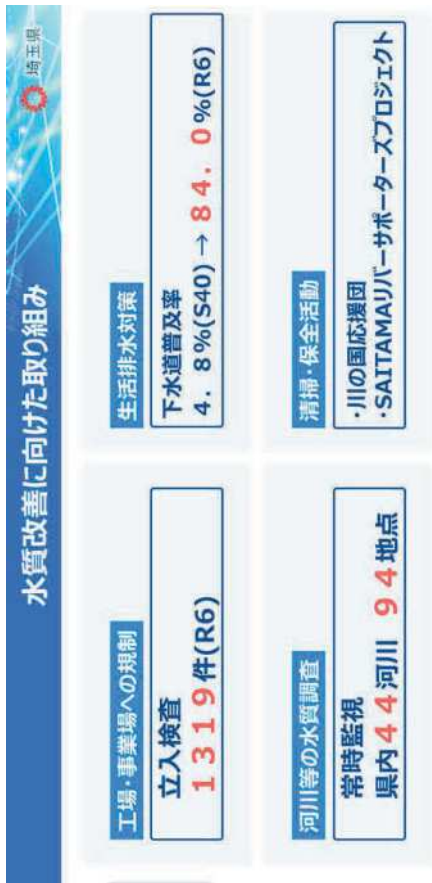 水質改善に向けた取り組み
埼玉県
工場・事業場への規制
立入検査
1319件(R6)
生活排水対策
下水道普及率
4.8%(S40)→84.0%(R6)
河川等の水質調査
常時監視
県内44河川 94地点
清掃・保全活動
・川の国応援団
・SAITAMAリバーサポーターズプロジェクト